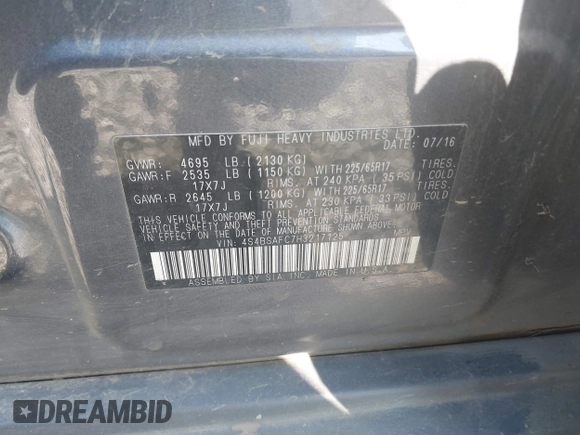 MFD BY FUJI HEAVY INDUSTRIES LTD.
DATE: 07/16
GVWR: 4695 LB ( 2130 KG)
GAWR:F 2535 LB ( 1150 KG) WITH 225/65R17 TIRES.
17X7J RIMS. AT 240 KPA ( 35 PSI) COLD
GAWR:R 2645 LB ( 1200 KG) WITH 225/65R17 TIRES.
17X7J RIMS. AT 230 KPA ( 33 PSI) COLD
THIS VEHICLE CONFORMS TO ALL APPLICABLE FEDERAL MOTOR
VEHICLE SAFETY AND THEFT PREVENTION STANDARDS
IN EFFECT ON THE DATE OF MANUFACTURE SHOWN ABOVE.
VIN: 4S4BSAFC7H3217125 MPV
ASSEMBLED BY SIA, INC. MADE IN U.S.A.
DREAMBID